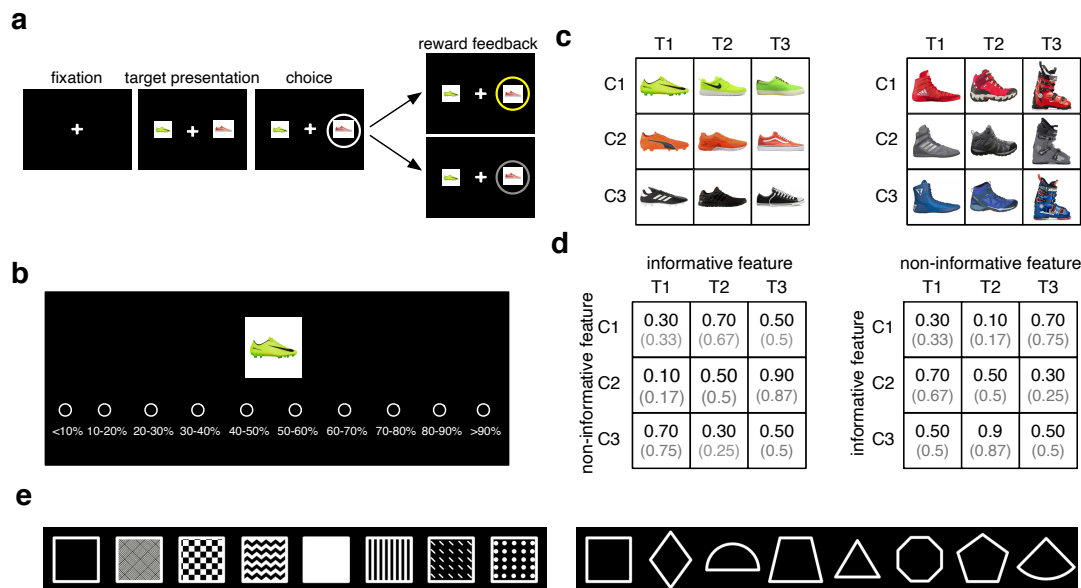 a
fixation
target presentation
choice
reward feedback
b
<10% 10-20% 20-30% 30-40% 40-50% 50-60% 60-70% 70-80% 80-90% >90%
c
T1 T2 T3
C1
C2
C3
T1 T2 T3
d
informative feature
T1 T2 T3
non-informative feature
C1 0.30 0.70 0.50
(0.33) (0.67) (0.5)
C2 0.10 0.50 0.90
(0.17) (0.5) (0.87)
C3 0.70 0.30 0.50
(0.75) (0.25) (0.5)
non-informative feature
T1 T2 T3
informative feature
C1 0.30 0.10 0.70
(0.33) (0.17) (0.75)
C2 0.70 0.50 0.30
(0.67) (0.5) (0.25)
C3 0.50 0.9 0.50
(0.5) (0.87) (0.5)
e